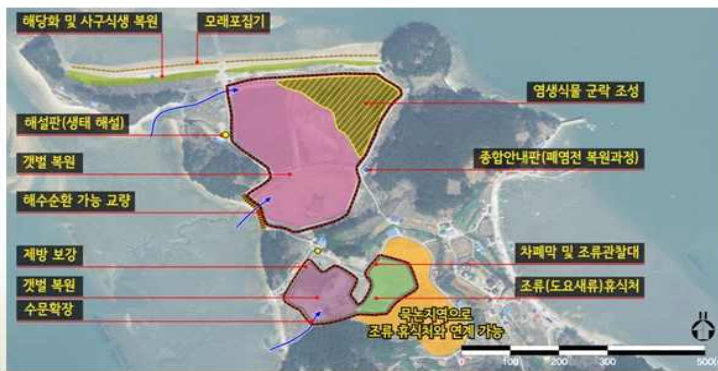 해당화 및 사구식생 복원
모래포집기
염생식물 군락 조성
해설판(생태 해설)
갯벌 복원
종합안내판(폐염전 복원과정)
해수순환 가능 교량
제방 보강
차폐막 및 조류관찰대
갯벌 복원
조류(도요새류) 휴식처
수문확장
묵논지역으로
조류 휴식처와 연계 가능
0 100 200 300 500